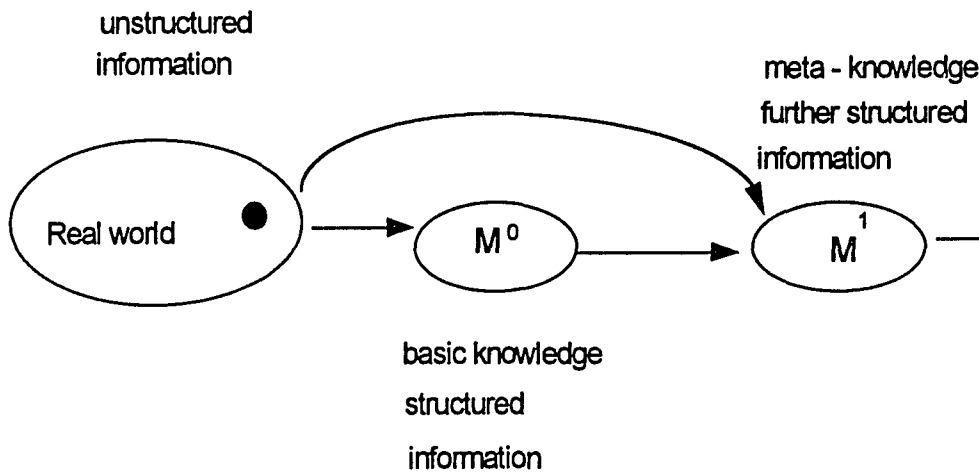 unstructured
information
meta - knowledge
further structured
information
Real world
M⁰
M¹
basic knowledge
structured
information